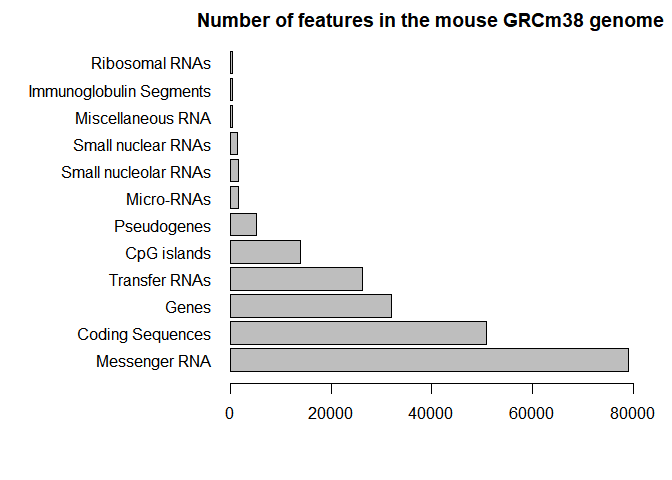 Number of features in the mouse GRCm38 genome
Ribosomal RNAs
Immunoglobulin Segments
Miscellaneous RNA
Small nuclear RNAs
Small nucleolar RNAs
Micro-RNAs
Pseudogenes
CpG islands
Transfer RNAs
Genes
Coding Sequences
Messenger RNA
0 20000 40000 60000 80000